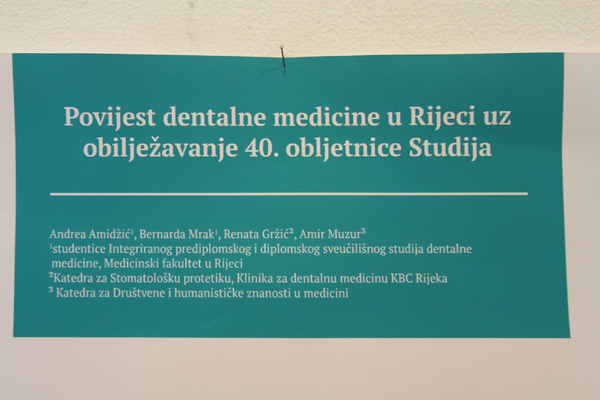 Povijest dentalne medicine u Rijeci uz
obilježavanje 40. obljetnice Studija
Andrea Amidžić¹, Bernarda Mrak¹, Renata Gržić², Amir Muzur³
¹studentice Integriranog prediplomskog i diplomskog sveučilišnog studija dentalne
medicine, Medicinski fakultet u Rijeci
²Katedra za Stomatološku protetiku, Klinika za dentalnu medicinu KBC Rijeka
³ Katedra za Društvene i humanističke znanosti u medicini